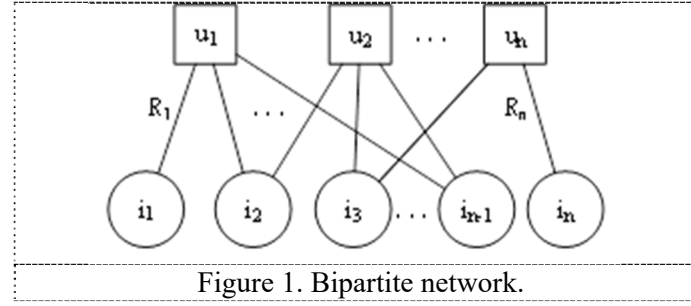 u₁ u₂ ... uₙ
R₁ ... Rₙ
i₁ i₂ i₃ ... iₙ₋₁ iₙ
Figure 1. Bipartite network.